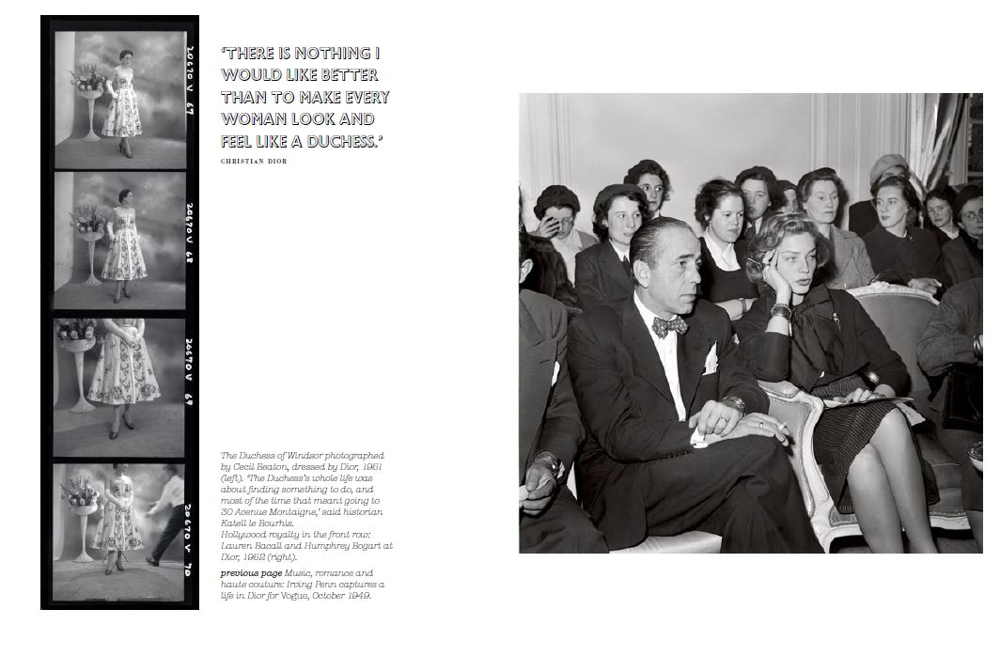 20670 V 67
20670 V 68
20670 V 69
20670 V 70
‘THERE IS NOTHING I
WOULD LIKE BETTER
THAN TO MAKE EVERY
WOMAN LOOK AND
FEEL LIKE A DUCHESS.’
CHRISTIAN DIOR
The Duchess of Windsor photographed
by Cecil Beaton, dressed by Dior, 1951
(left). ‘The Duchess’s whole life was
about finding something to do, and
most of the time that meant going to
30 Avenue Montaigne,’ said historian
Katell le Bourhis.
Hollywood royalty in the front row:
Lauren Bacall and Humphrey Bogart at
Dior, 1952 (right).
previous page Music, romance and
haute couture: Irving Penn captures a
life in Dior for Vogue, October 1949.